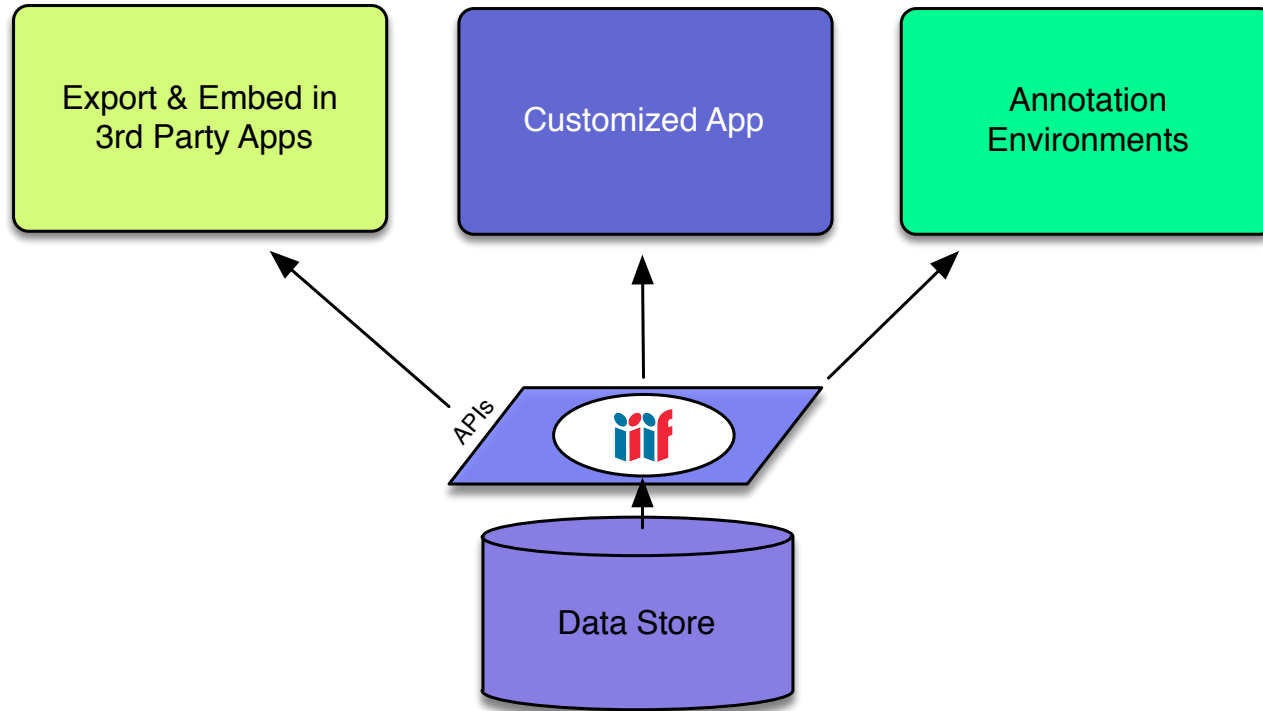 Export & Embed in
3rd Party Apps
Customized App
Annotation
Environments
APIs
iiif
Data Store